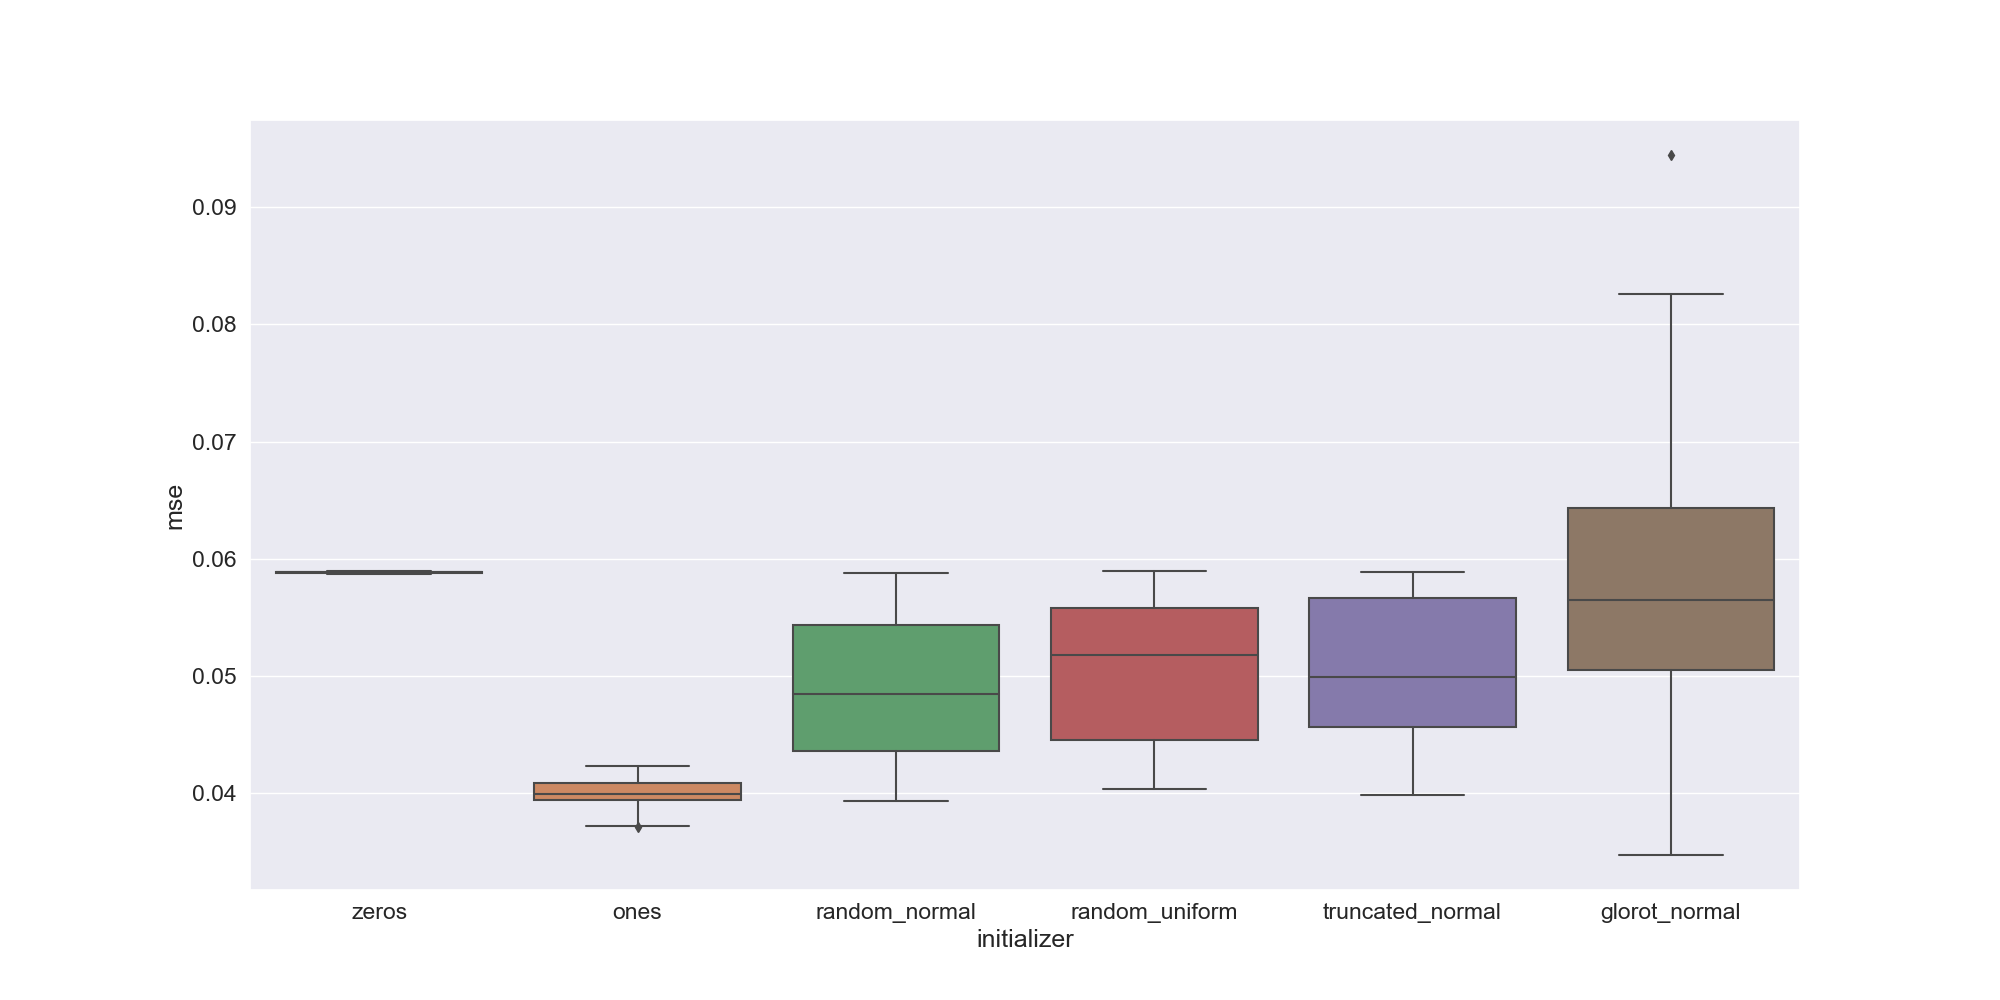 0.09
0.08
0.07
0.06
0.05
0.04
mse
zeros ones random_normal random_uniform truncated_normal glorot_normal
initializer